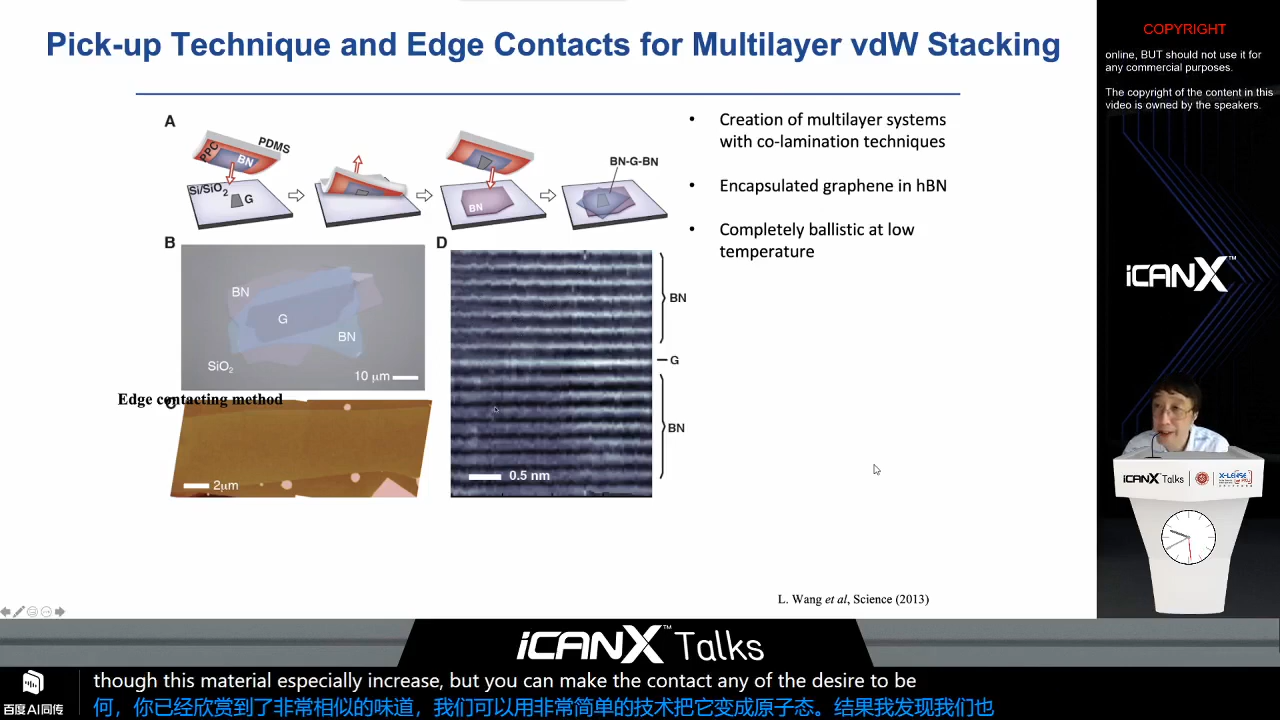 Pick-up Technique and Edge Contacts for Multilayer vdW Stacking
A
PPC
BN
PDMS
Si/SiO2
G
BN
BN-G-BN
B
BN
G
BN
SiO2
10 μm
Edge contacting method
2μm
D
BN
G
BN
0.5 nm
• Creation of multilayer systems
with co-lamination techniques
• Encapsulated graphene in hBN
• Completely ballistic at low
temperature
L. Wang et al, Science (2013)
COPYRIGHT
online, BUT should not use it for
any commercial purposes.
The copyright of the content in this
video is owned by the speakers.
iCANX™
iCANX Talks
X-LENSE
iCANX™ Talks
百度AI同传
though this material especially increase, but you can make the contact any of the desire to be
何，你已经欣赏到了非常相似的味道，我们可以用非常简单的技术把它变成原子态。结果我发现我们也